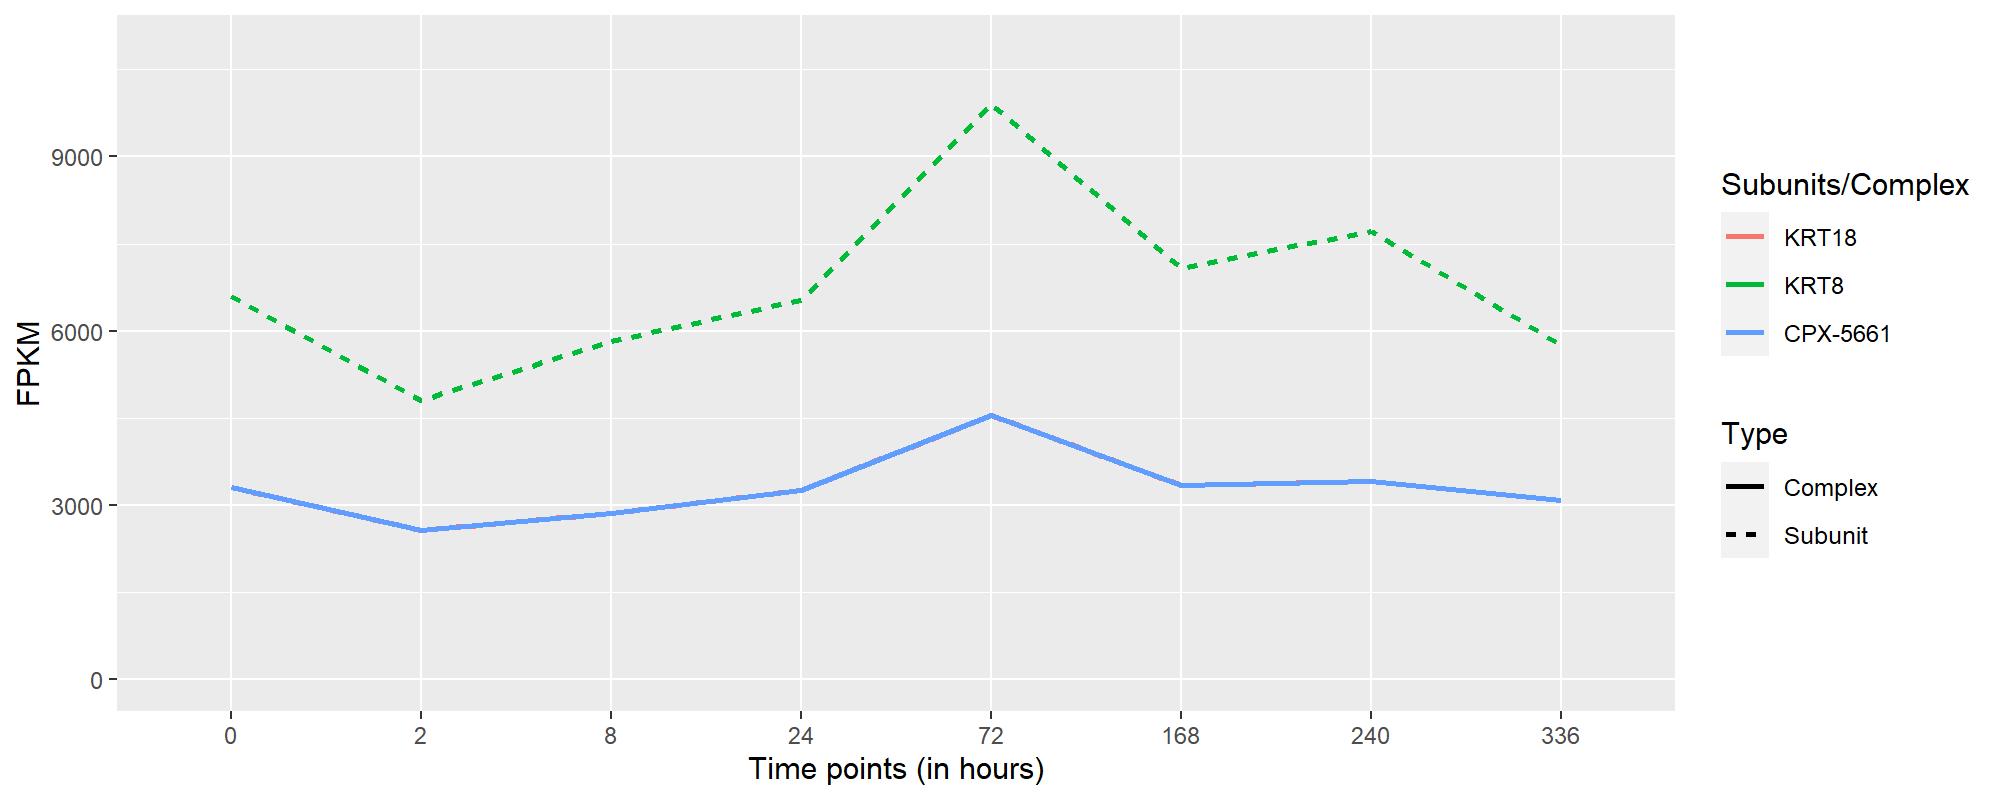 FPKM
9000
6000
3000
0
0 2 8 24 72 168 240 336
Time points (in hours)
Subunits/Complex
KRT18
KRT8
CPX-5661
Type
Complex
Subunit